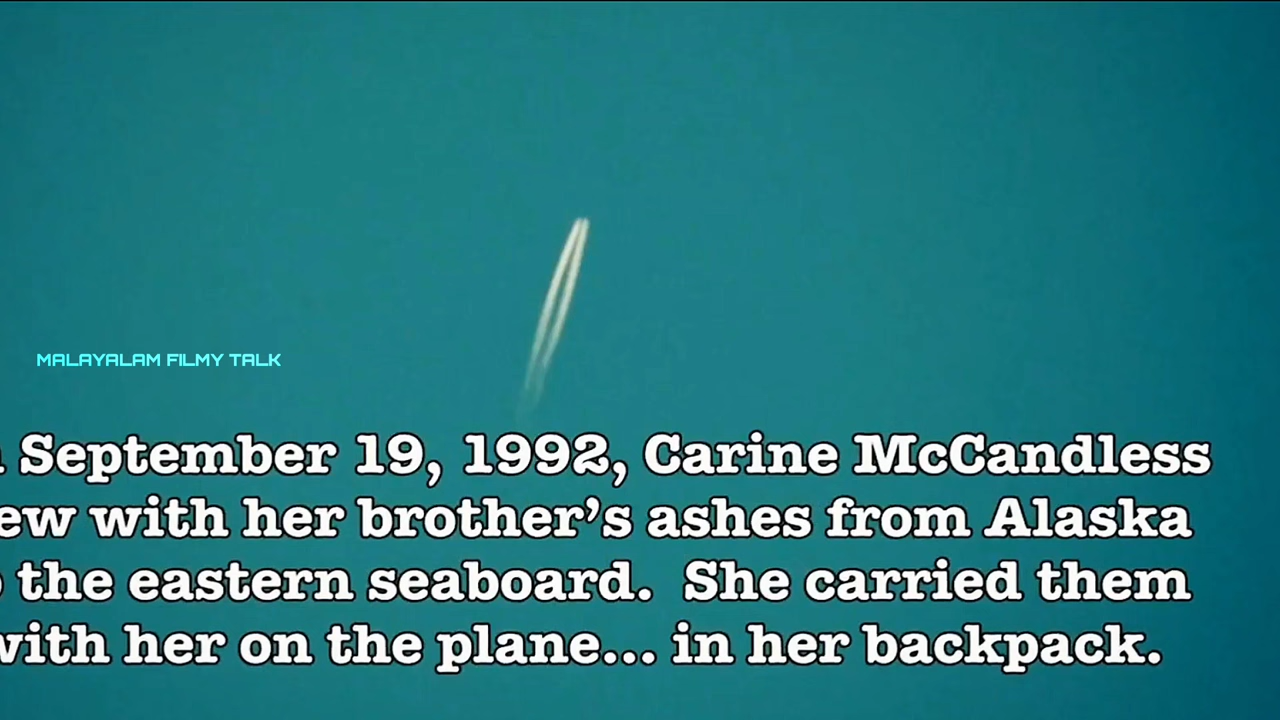 MALAYALAM FILMY TALK
September 19, 1992, Carine McCandless
ew with her brother’s ashes from Alaska
the eastern seaboard.  She carried them
with her on the plane... in her backpack.